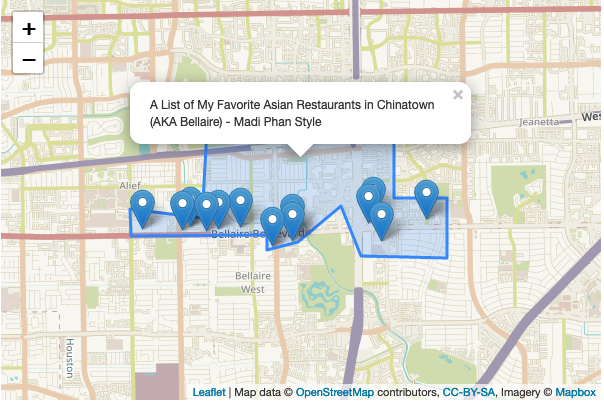 +
−
×
A List of My Favorite Asian Restaurants in Chinatown
(AKA Bellaire) - Madi Phan Style
Jeanetta
Wes
Alief
Bellaire Boulevard
Bellaire
West
Houston
Leaflet | Map data © OpenStreetMap contributors, CC-BY-SA, Imagery © Mapbox